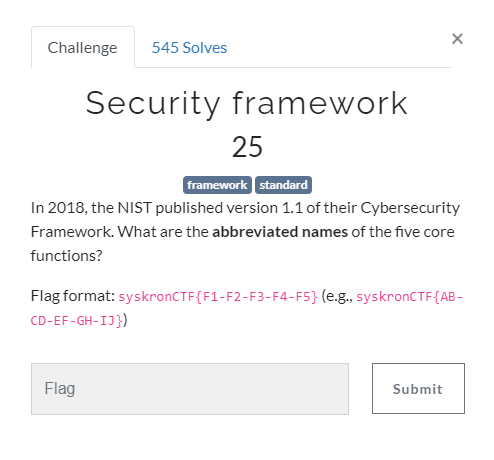 Challenge
545 Solves
×
Security framework
25
framework standard
In 2018, the NIST published version 1.1 of their Cybersecurity
Framework. What are the abbreviated names of the five core
functions?
Flag format: syskronCTF{F1-F2-F3-F4-F5} (e.g., syskronCTF{AB-
CD-EF-GH-IJ})
Flag
Submit